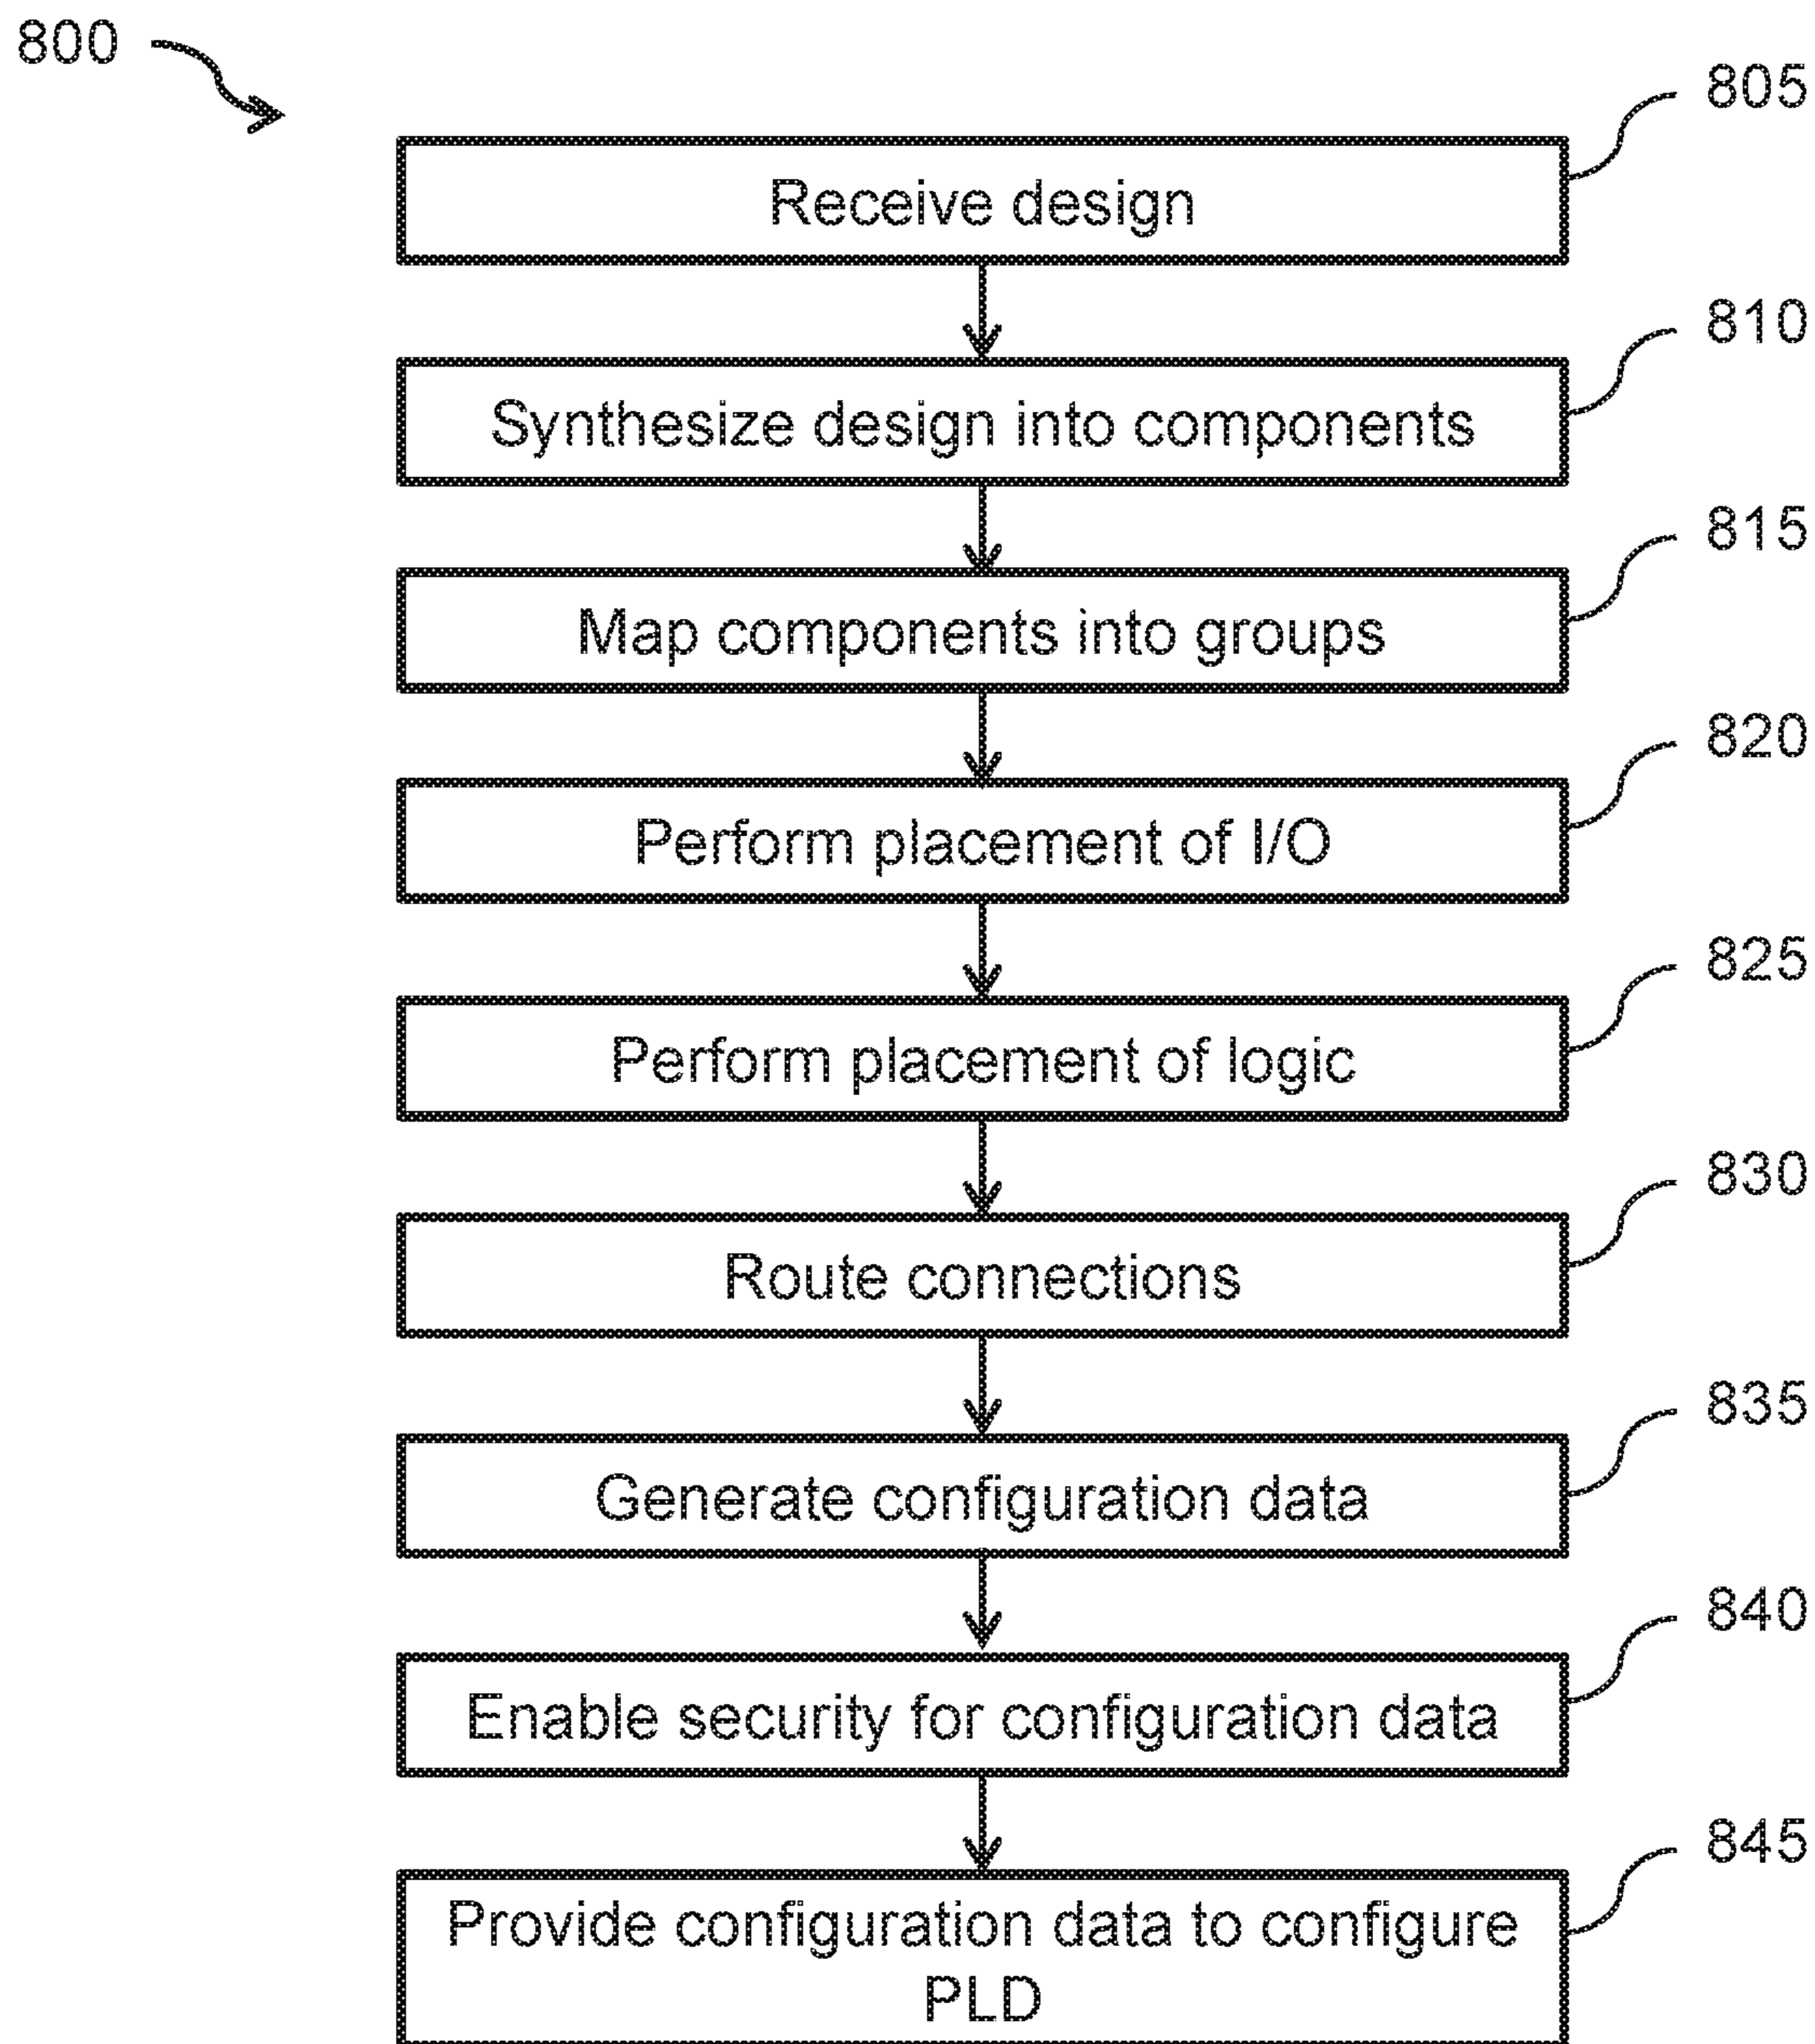 800
805
Receive design
810
Synthesize design into components
815
Map components into groups
820
Perform placement of I/O
825
Perform placement of logic
830
Route connections
835
Generate configuration data
840
Enable security for configuration data
845
Provide configuration data to configure
PLD